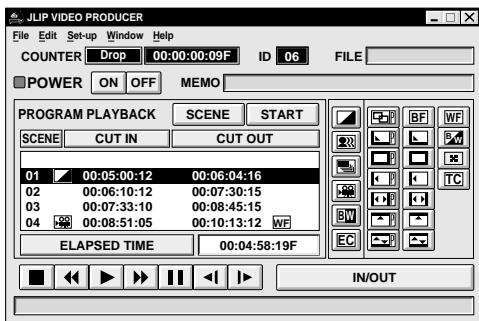 JLIP VIDEO PRODUCER
File Edit Set-up Window Help
COUNTER Drop 00:00:00:09F ID 06 FILE
POWER ON OFF MEMO
PROGRAM PLAYBACK SCENE START
SCENE CUT IN CUT OUT
01 00:05:00:12 00:06:04:16
02 00:06:10:12 00:07:30:15
03 00:07:33:10 00:08:45:15
04 00:08:51:05 00:10:13:12 WF
ELAPSED TIME 00:04:58:19F
P BF WF
P B/W
P
P TC
BW P
EC P
IN/OUT